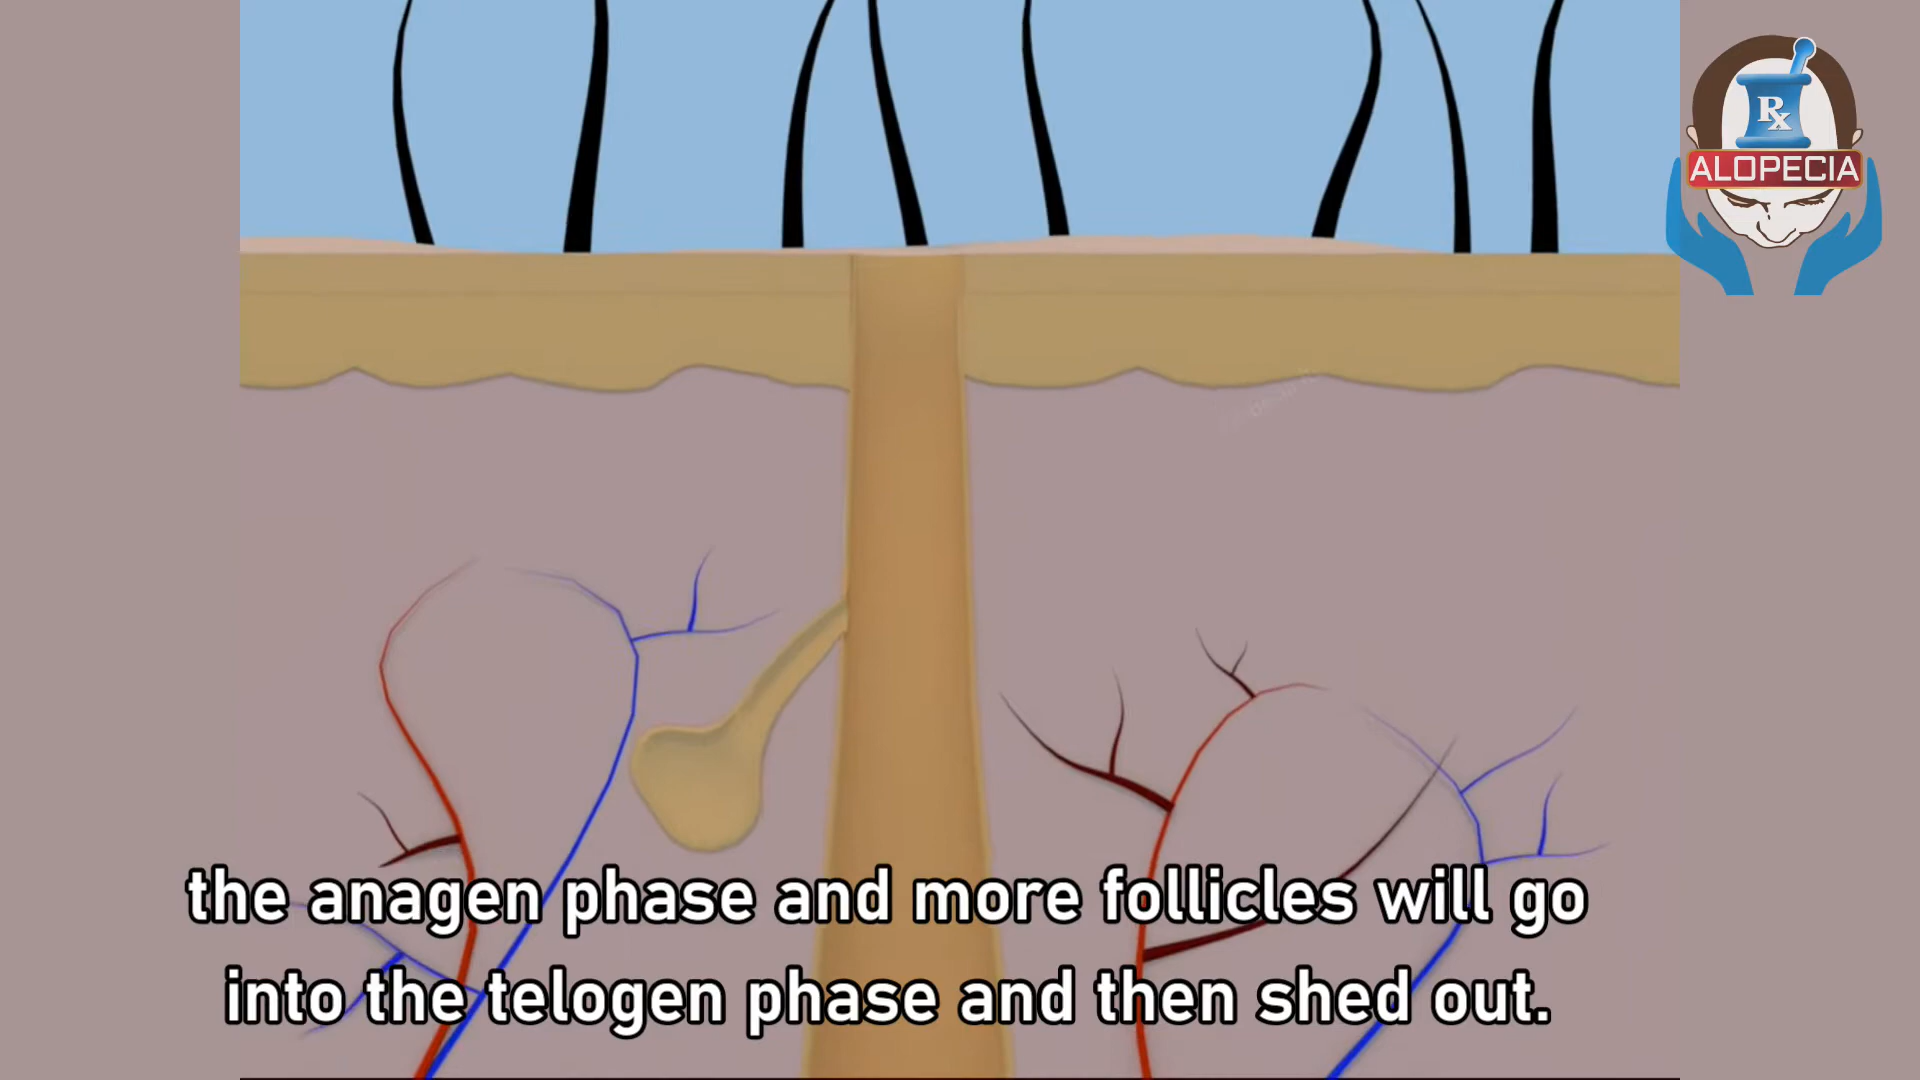 Rx
ALOPECIA
the anagen phase and more follicles will go
into the telogen phase and then shed out.